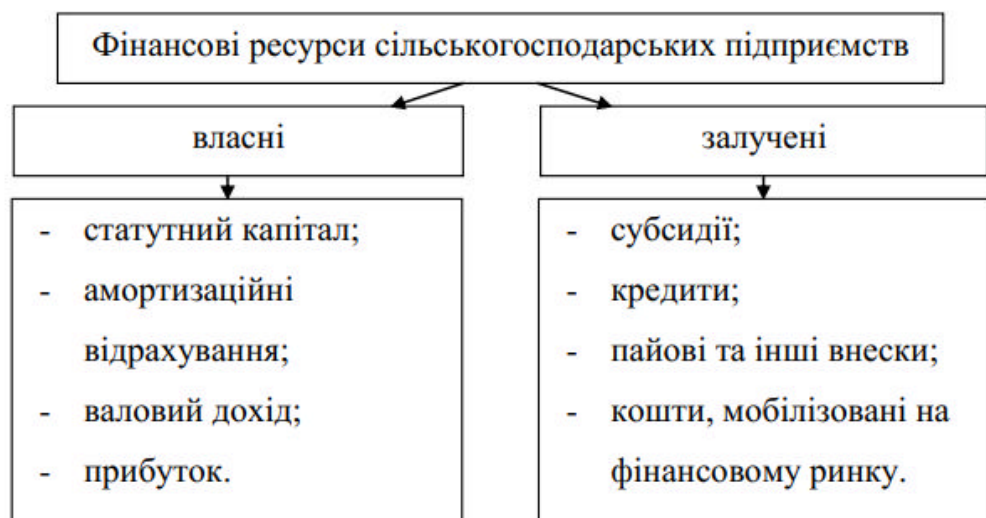 Фінансові ресурси сільськогосподарських підприємств
власні
залучені
- статутний капітал;
- амортизаційні
відрахування;
- валовий дохід;
- прибуток.
- субсидії;
- кредити;
- пайові та інші внески;
- кошти, мобілізовані на
фінансовому ринку.